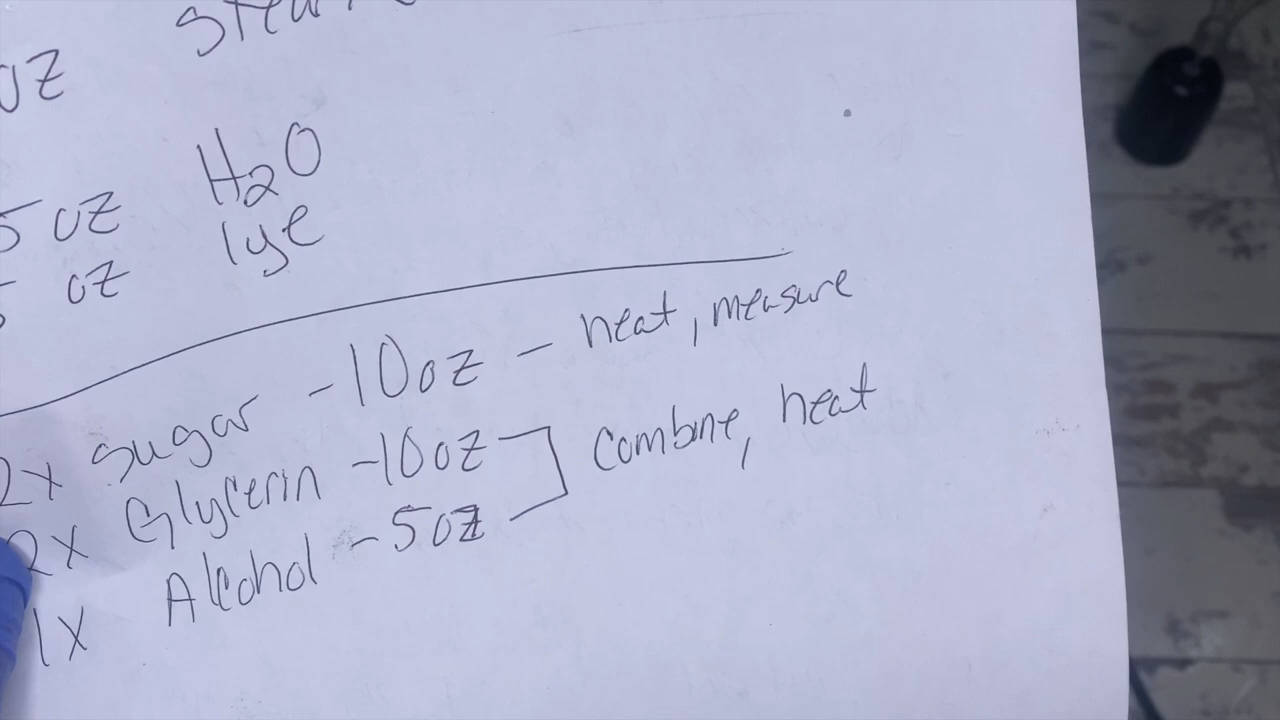 oz
5 oz H2O
oz lye
2x Sugar - 10oz - heat, measure
2x Glycerin - 10oz ] combine, heat
1x Alcohol - 5oz